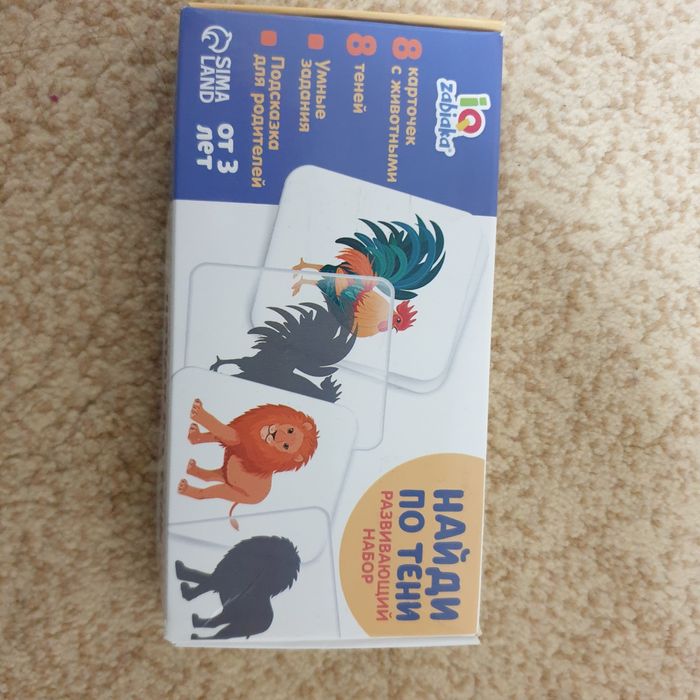 iQ
zabiaka
8 карточек
с животными
8 теней
Умные
задания
Подсказка
для родителей
SIMA
LAND
от 3
лет
НАЙДИ
ПО ТЕНИ
РАЗВИВАЮЩИЙ
НАБОР